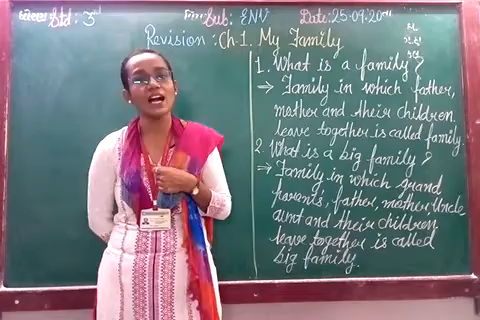 Std: 3rd
Sub: ENV
Date:25-09.20
Revision :Ch-1. My Family
1. What is a family?
→ Family in which father,
mother and their children
leave together is called family.
2. What is a big family?
→ Family in which grand
parents, father, mother, Uncle
aunt and their children
leave together is called
big family.